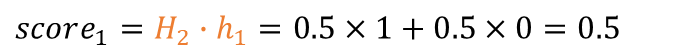 score₁ = H₂ · h₁ = 0.5 × 1 + 0.5 × 0 = 0.5